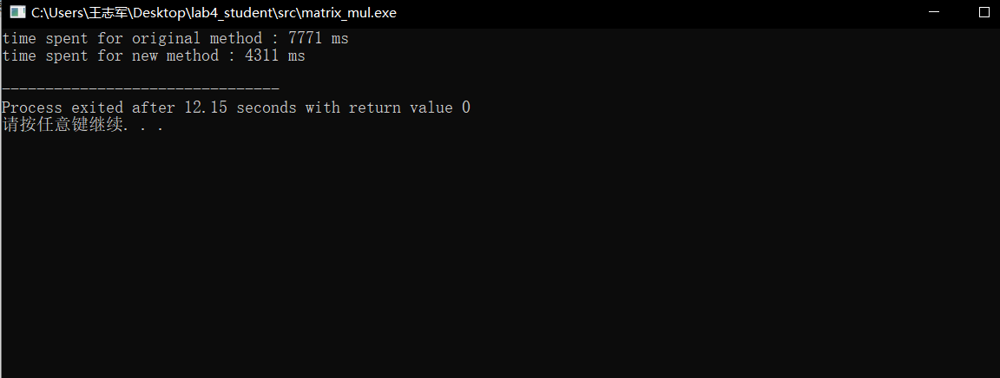 C:\Users\王志军\Desktop\lab4_student\src\matrix_mul.exe
time spent for original method : 7771 ms
time spent for new method : 4311 ms
--------------------------------
Process exited after 12.15 seconds with return value 0
请按任意键继续. . .